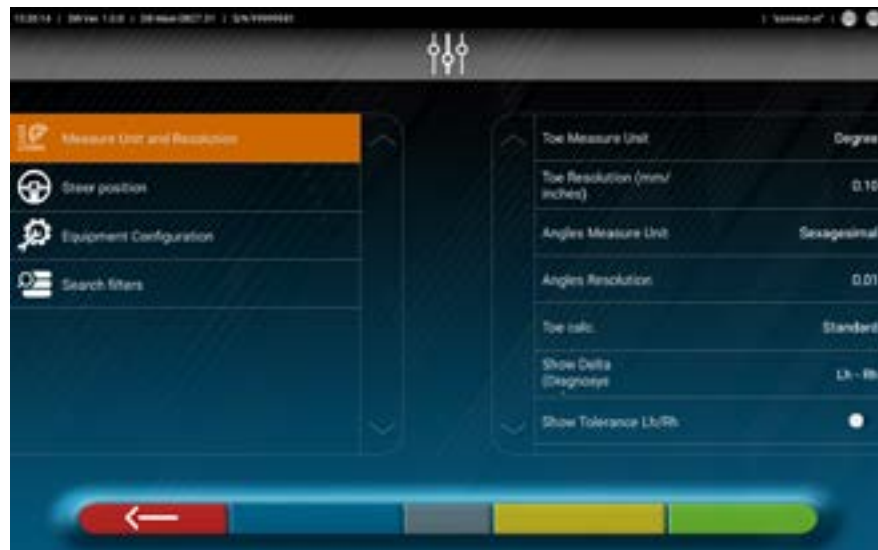 Measure Unit and Resolution
Steer position
Equipment Configuration
Search filters
Toe Measure Unit
Degree
Toe Resolution (mm/
inches)
0.10
Angles Measure Unit
Sexagesimal
Angles Resolution
0.01
Toe calc.
Standard
Show Delta
(Diagnosys
Lh - Rh
Show Tolerance Lh/Rh